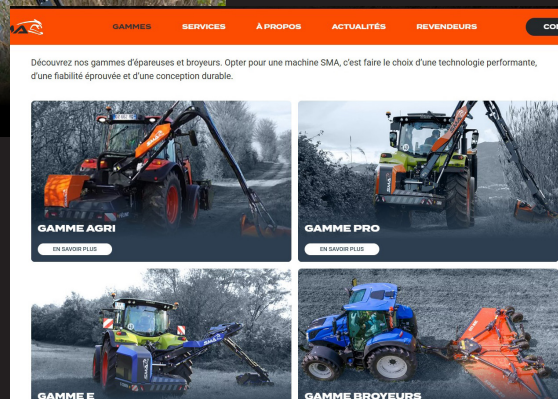 GAMMES SERVICES À PROPOS ACTUALITÉS REVENDEURS
Découvrez nos gammes d'épareuses et broyeurs. Opter pour une machine SMA, c'est faire le choix d'une technologie performante,
d'une fiabilité éprouvée et d'une conception durable.
GAMME AGRI
EN SAVOIR PLUS
GAMME PRO
EN SAVOIR PLUS
GAMME E
GAMME BROYEURS